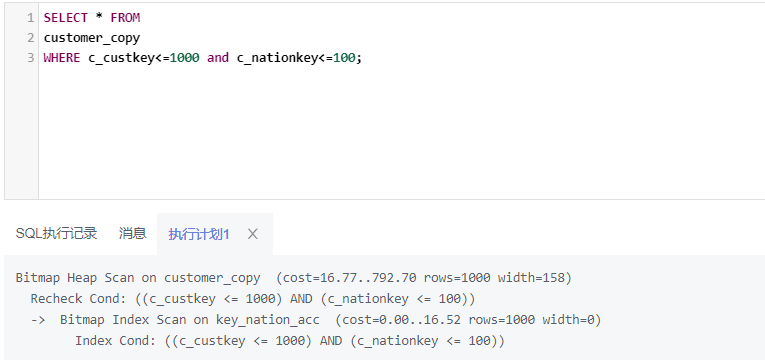 1 SELECT * FROM
2 customer_copy
3 WHERE c_custkey<=1000 and c_nationkey<=100;
SQL执行记录 消息 执行计划1 X
Bitmap Heap Scan on customer_copy (cost=16.77..792.70 rows=1000 width=158)
Recheck Cond: ((c_custkey <= 1000) AND (c_nationkey <= 100))
-> Bitmap Index Scan on key_nation_acc (cost=0.00..16.52 rows=1000 width=0)
Index Cond: ((c_custkey <= 1000) AND (c_nationkey <= 100))